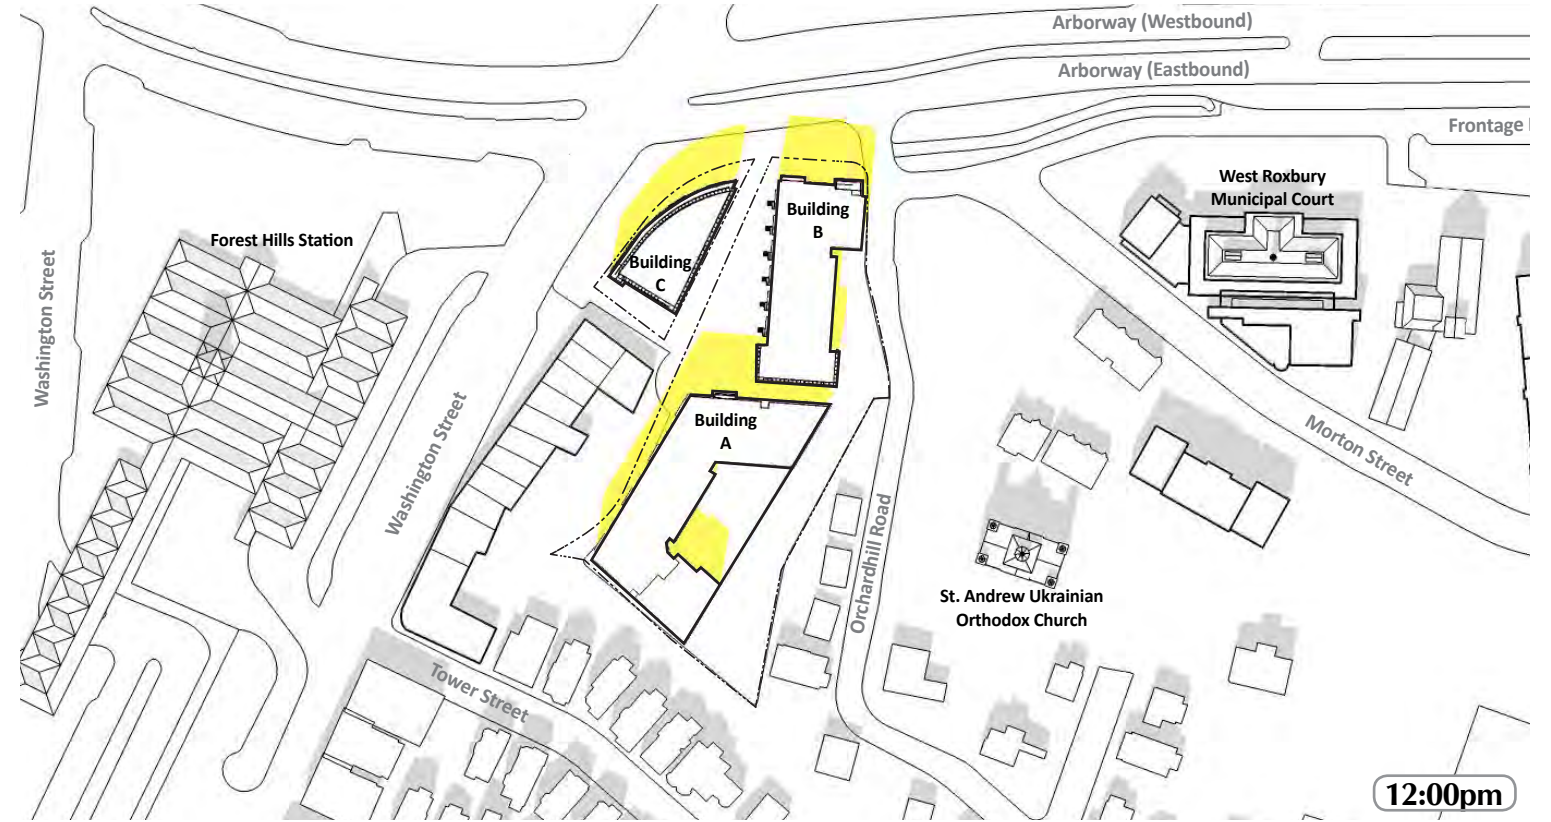 Arborway (Westbound)
Arborway (Eastbound)
Frontage
West Roxbury
Municipal Court
Building
B
Forest Hills Station
Building
C
Washington Street
Washington Street
Building
A
Morton Street
Orchardhill Road
St. Andrew Ukrainian
Orthodox Church
Tower Street
12:00pm